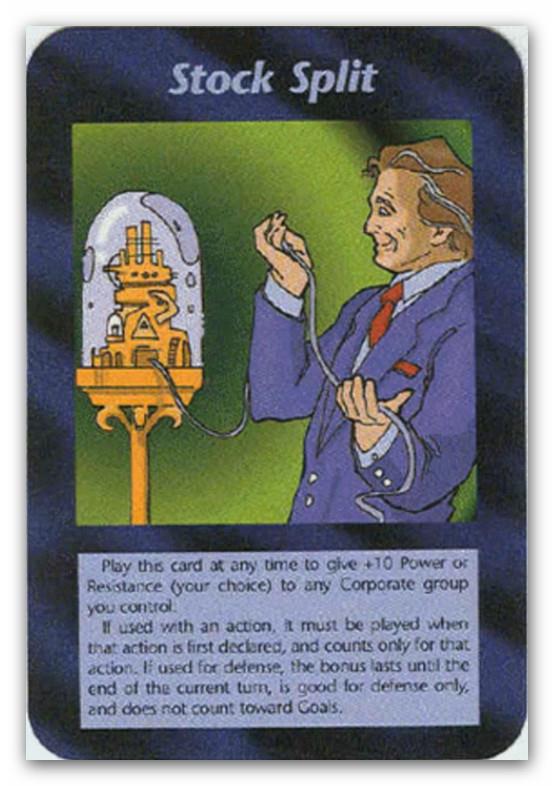 Stock Split
Play this card at any time to give +10 Power or
Resistance (your choice) to any Corporate group
you control.
If used with an action, it must be played when
that action is first declared, and counts only for that
action. If used for defense, the bonus lasts until the
end of the current turn, is good for defense only,
and does not count toward Goals.